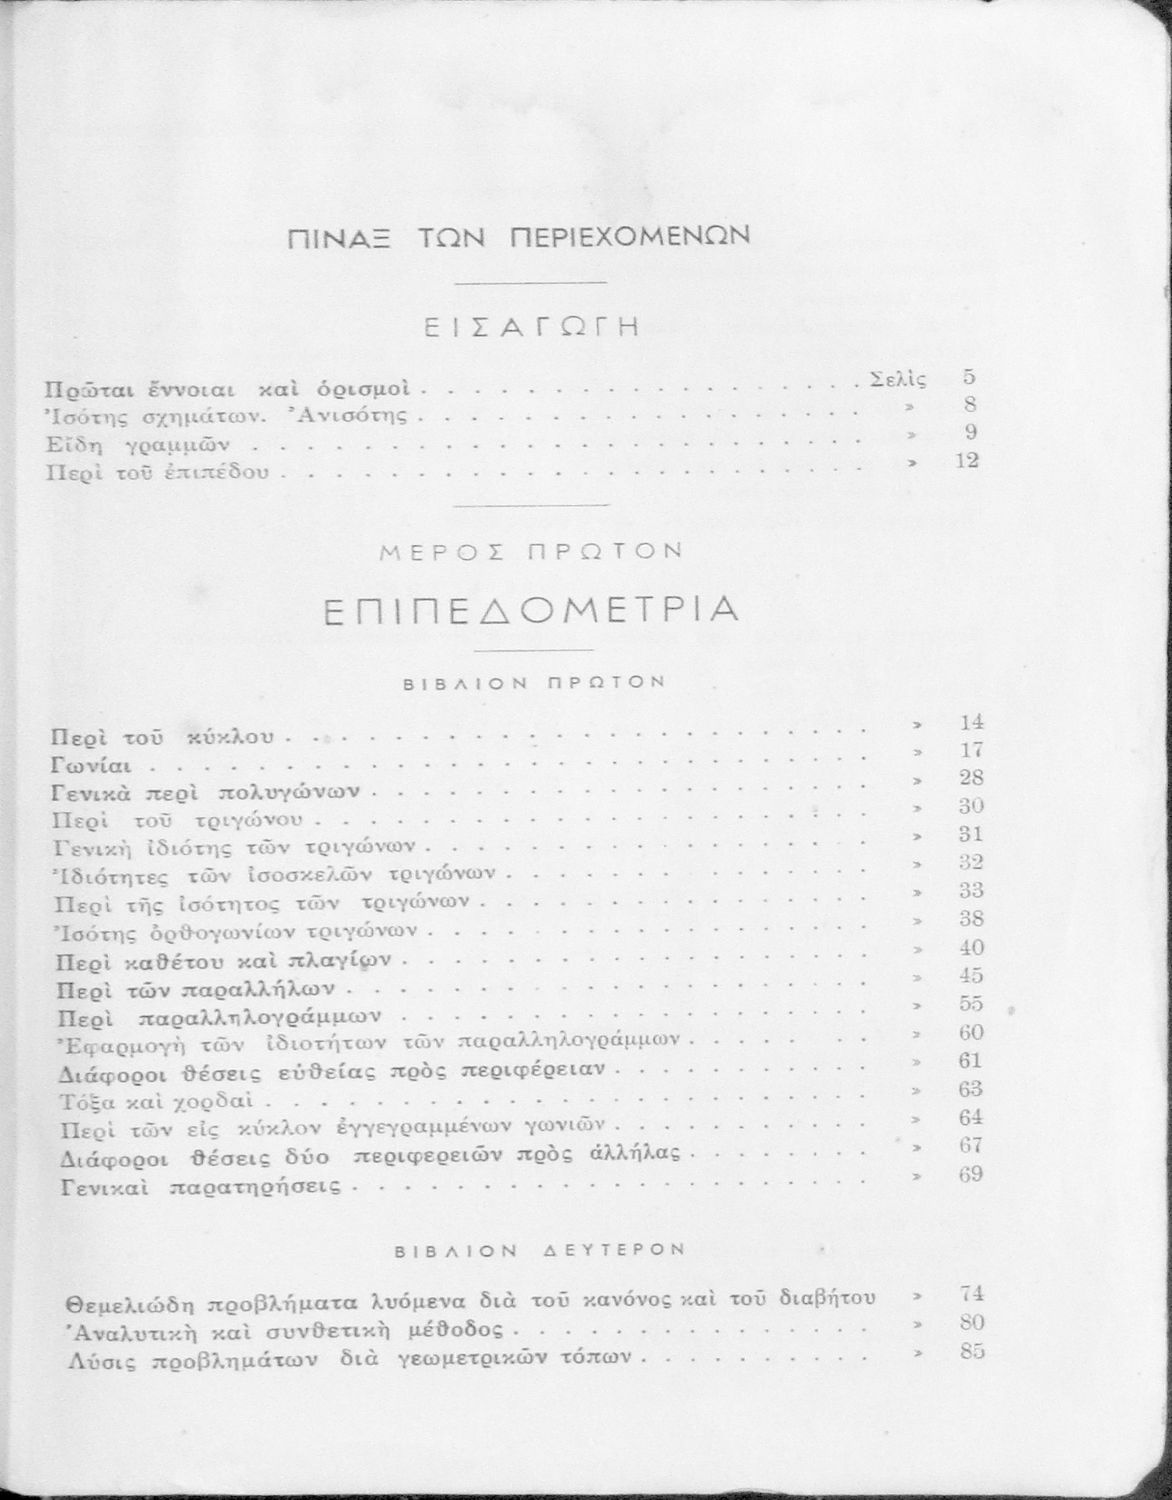 ΠΙΝΑΞ ΤΩΝ ΠΕΡΙΕΧΟΜΕΝΩΝ
ΕΙΣΑΓΩΓΗ
Πρῶται ἔννοιαι καὶ ὁρισμοὶ . . . . . . . . . . . . . . . . . Σελὶς 5
Ἰσότης σχημάτων. Ἀνισότης . . . . . . . . . . . . . . . . . » 8
Εἴδη γραμμῶν . . . . . . . . . . . . . . . . . . . . . . . » 9
Περὶ τοῦ ἐπιπέδου . . . . . . . . . . . . . . . . . . . . . . » 12
ΜΕΡΟΣ ΠΡΩΤΟΝ
ΕΠΙΠΕΔΟΜΕΤΡΙΑ
ΒΙΒΛΙΟΝ ΠΡΩΤΟΝ
Περὶ τοῦ κύκλου . . . . . . . . . . . . . . . . . . . . . . » 14
Γωνίαι . . . . . . . . . . . . . . . . . . . . . . . . . . . » 17
Γενικὰ περὶ πολυγώνων . . . . . . . . . . . . . . . . . . . » 28
Περὶ τοῦ τριγώνου . . . . . . . . . . . . . . . . . . . . . » 30
Γενικὴ ἰδιότης τῶν τριγώνων . . . . . . . . . . . . . . . . . » 31
Ἰδιότητες τῶν ἰσοσκελῶν τριγώνων . . . . . . . . . . . . . . » 32
Περὶ τῆς ἰσότητος τῶν τριγώνων . . . . . . . . . . . . . . . » 33
Ἰσότης ὀρθογωνίων τριγώνων . . . . . . . . . . . . . . . . . » 38
Περὶ καθέτου καὶ πλαγίων . . . . . . . . . . . . . . . . . . » 40
Περὶ τῶν παραλλήλων . . . . . . . . . . . . . . . . . . . . » 45
Περὶ παραλληλογράμμων . . . . . . . . . . . . . . . . . . » 55
Ἐφαρμογὴ τῶν ἰδιοτήτων τῶν παραλληλογράμμων . . . . . . . » 60
Διάφοροι θέσεις εὐθείας πρὸς περιφέρειαν . . . . . . . . . . » 61
Τόξα καὶ χορδαὶ . . . . . . . . . . . . . . . . . . . . . . . » 63
Περὶ τῶν εἰς κύκλον ἐγγεγραμμένων γωνιῶν . . . . . . . . . . » 64
Διάφοροι θέσεις δύο περιφερειῶν πρὸς ἀλλήλας . . . . . . . » 67
Γενικαὶ παρατηρήσεις . . . . . . . . . . . . . . . . . . . . » 69
ΒΙΒΛΙΟΝ ΔΕΥΤΕΡΟΝ
Θεμελιώδη προβλήματα λυόμενα διὰ τοῦ κανόνος καὶ τοῦ διαβήτου » 74
Ἀναλυτικὴ καὶ συνθετικὴ μέθοδος . . . . . . . . . . . . . . » 80
Λύσις προβλημάτων διὰ γεωμετρικῶν τόπων . . . . . . . . . » 85